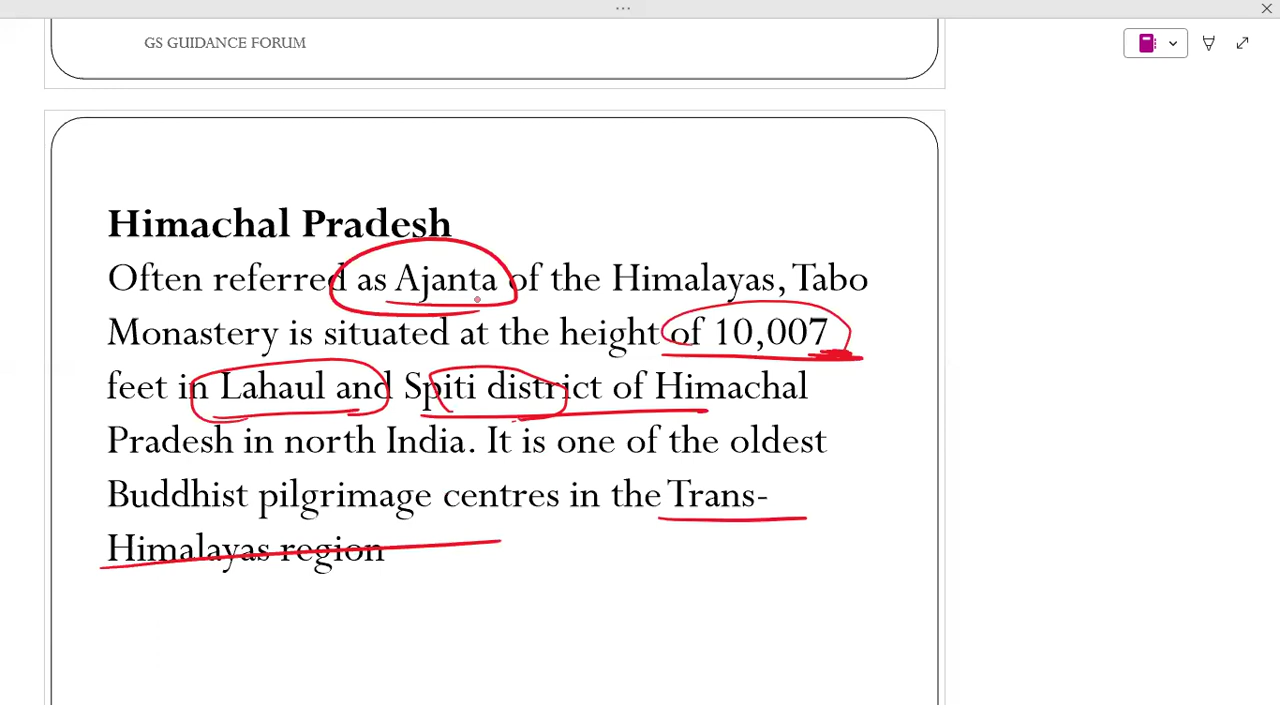 GS GUIDANCE FORUM
Himachal Pradesh
Often referred as Ajanta of the Himalayas, Tabo
Monastery is situated at the height of 10,007
feet in Lahaul and Spiti district of Himachal
Pradesh in north India. It is one of the oldest
Buddhist pilgrimage centres in the Trans-
Himalayas region